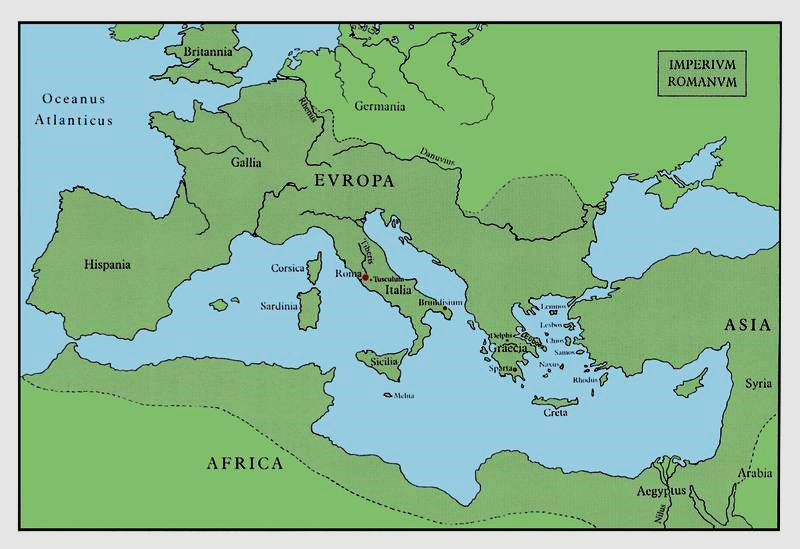 Britannia
IMPERIVM
ROMANVM
Oceanus
Atlanticus
Rhenus
Germania
Gallia
Danuvius
EVROPA
Hispania
Tiberis
Corsica
Roma
Tusculum
Italia
Sardinia
Brundisium
Lemnos
Lesbos
ASIA
Delphi
Chios
Graecia
Samos
Sicilia
Sparta
Naxus
Rhodus
Syria
Melita
Creta
AFRICA
Arabia
Aegyptus
Nilus